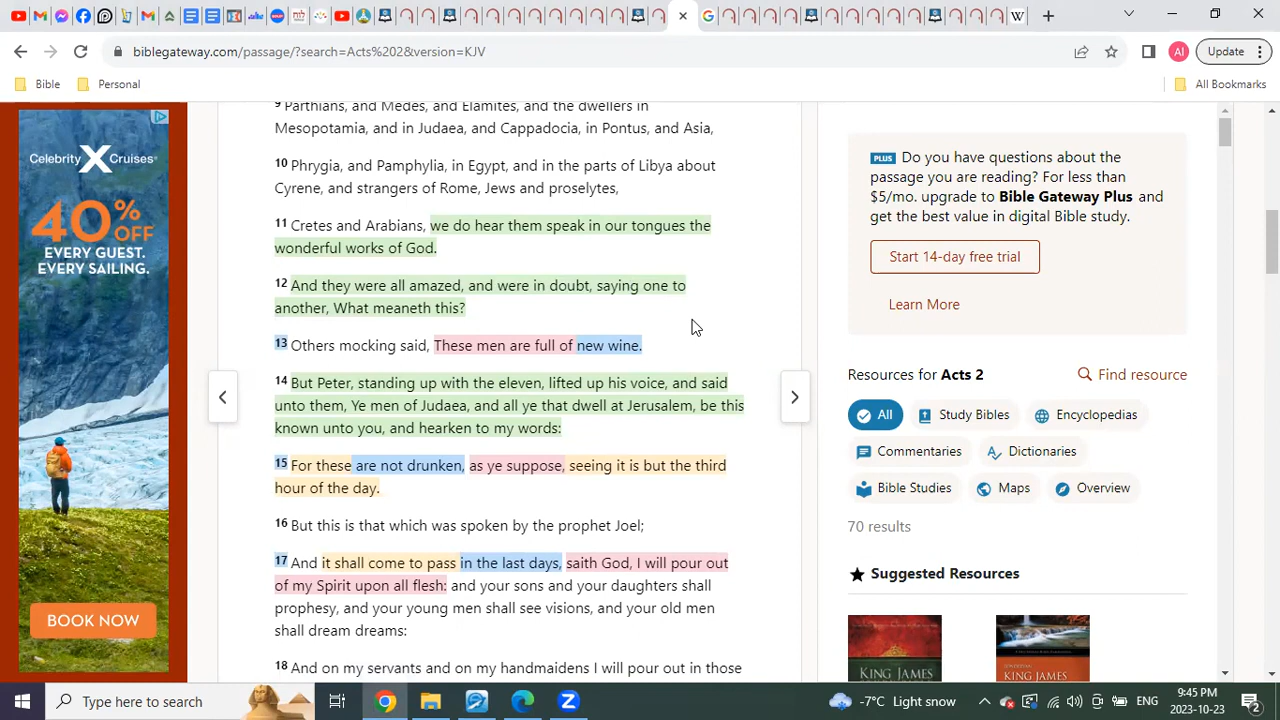 biblegateway.com/passage/?search=Acts%202&version=KJV
AI
Update
Bible
Personal
All Bookmarks
Celebrity X Cruises®
40% OFF
EVERY GUEST.
EVERY SAILING.
BOOK NOW
9 Parthians, and Medes, and Elamites, and the dwellers in
Mesopotamia, and in Judaea, and Cappadocia, in Pontus, and Asia,
10 Phrygia, and Pamphylia, in Egypt, and in the parts of Libya about
Cyrene, and strangers of Rome, Jews and proselytes,
11 Cretes and Arabians, we do hear them speak in our tongues the
wonderful works of God.
12 And they were all amazed, and were in doubt, saying one to
another, What meaneth this?
13 Others mocking said, These men are full of new wine.
14 But Peter, standing up with the eleven, lifted up his voice, and said
unto them, Ye men of Judaea, and all ye that dwell at Jerusalem, be this
known unto you, and hearken to my words:
15 For these are not drunken, as ye suppose, seeing it is but the third
hour of the day.
16 But this is that which was spoken by the prophet Joel;
17 And it shall come to pass in the last days, saith God, I will pour out
of my Spirit upon all flesh: and your sons and your daughters shall
prophesy, and your young men shall see visions, and your old men
shall dream dreams:
18 And on my servants and on my handmaidens I will pour out in those
PLUS Do you have questions about the
passage you are reading? For less than
$5/mo. upgrade to Bible Gateway Plus and
get the best value in digital Bible study.
Start 14-day free trial
Learn More
Resources for Acts 2
Find resource
All
Study Bibles
Encyclopedias
Commentaries
Dictionaries
Bible Studies
Maps
Overview
70 results
Suggested Resources
KING JAMES
KING JAMES
Type here to search
-7°C Light snow
ENG
9:45 PM
2023-10-23
2